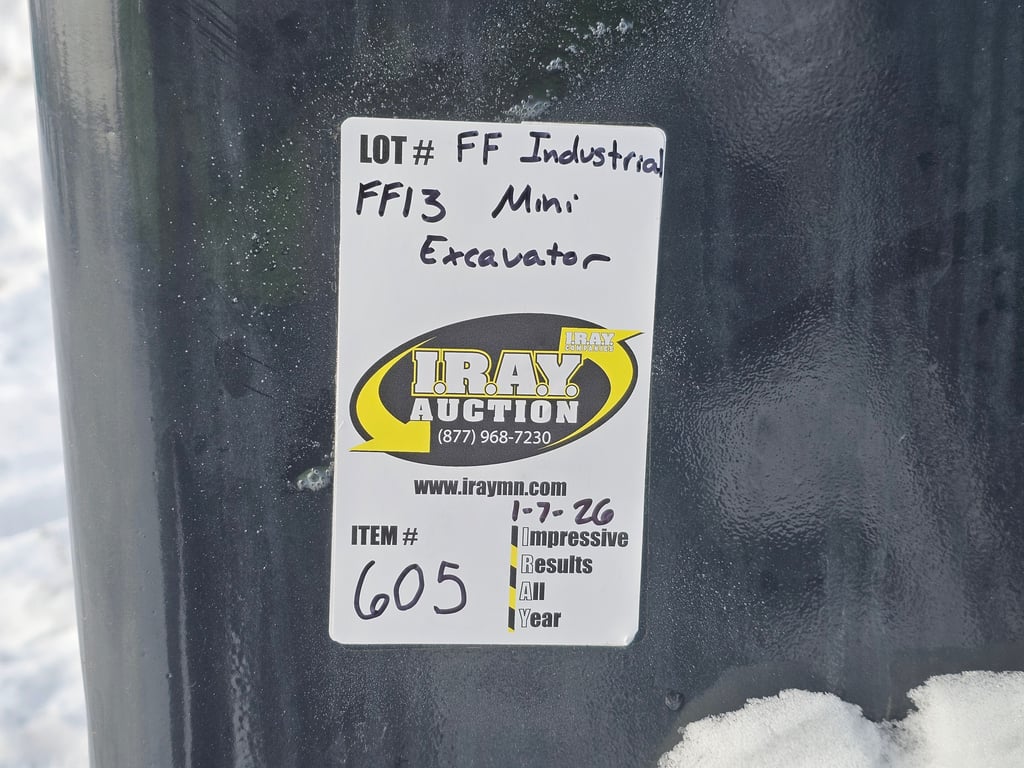 LOT # FF Industrial
FF13 Mini
Excavator
I.R.A.Y.
COMPANIES
I.R.A.Y.
AUCTION
(877) 968-7230
www.iraymn.com
1-7-26
ITEM #
605
Impressive
Results
All
Year